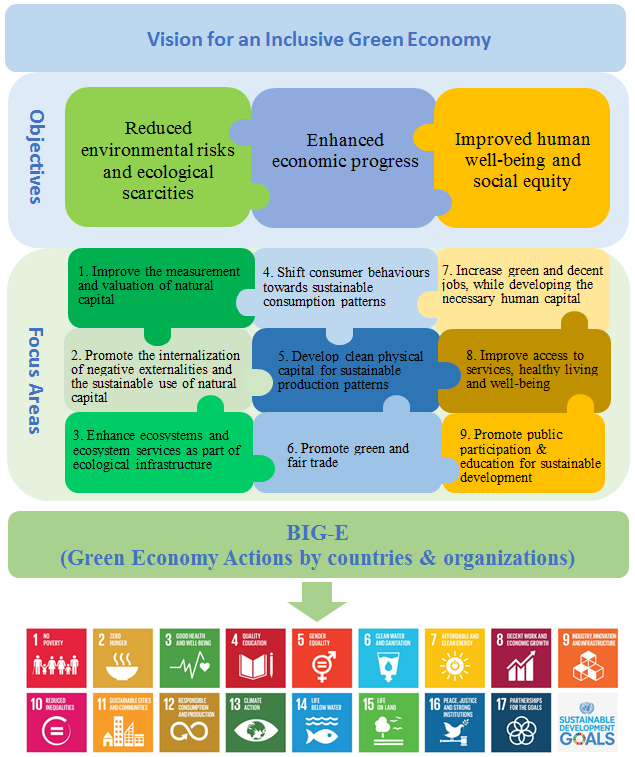 Vision for an Inclusive Green Economy
Objectives
Reduced
environmental risks
and ecological
scarcities
Enhanced
economic progress
Improved human
well-being and
social equity
Focus Areas
1. Improve the measurement
and valuation of natural
capital
4. Shift consumer behaviours
towards sustainable
consumption patterns
7. Increase green and decent
jobs, while developing the
necessary human capital
2. Promote the internalization
of negative externalities and
the sustainable use of natural
capital
5. Develop clean physical
capital for sustainable
production patterns
8. Improve access to
services, healthy living
and well-being
3. Enhance ecosystems and
ecosystem services as part of
ecological infrastructure
6. Promote green and
fair trade
9. Promote public
participation &
education for sustainable
development
BIG-E
(Green Economy Actions by countries & organizations)
1 NO
POVERTY
2 ZERO
HUNGER
3 GOOD HEALTH
AND WELL-BEING
4 QUALITY
EDUCATION
5 GENDER
EQUALITY
6 CLEAN WATER
AND SANITATION
7 AFFORDABLE AND
CLEAN ENERGY
8 DECENT WORK AND
ECONOMIC GROWTH
9 INDUSTRY, INNOVATION
AND INFRASTRUCTURE
10 REDUCED
INEQUALITIES
11 SUSTAINABLE CITIES
AND COMMUNITIES
12 RESPONSIBLE
CONSUMPTION
AND PRODUCTION
13 CLIMATE
ACTION
14 LIFE
BELOW WATER
15 LIFE
ON LAND
16 PEACE, JUSTICE
AND STRONG
INSTITUTIONS
17 PARTNERSHIPS
FOR THE GOALS
SUSTAINABLE
DEVELOPMENT
GOALS